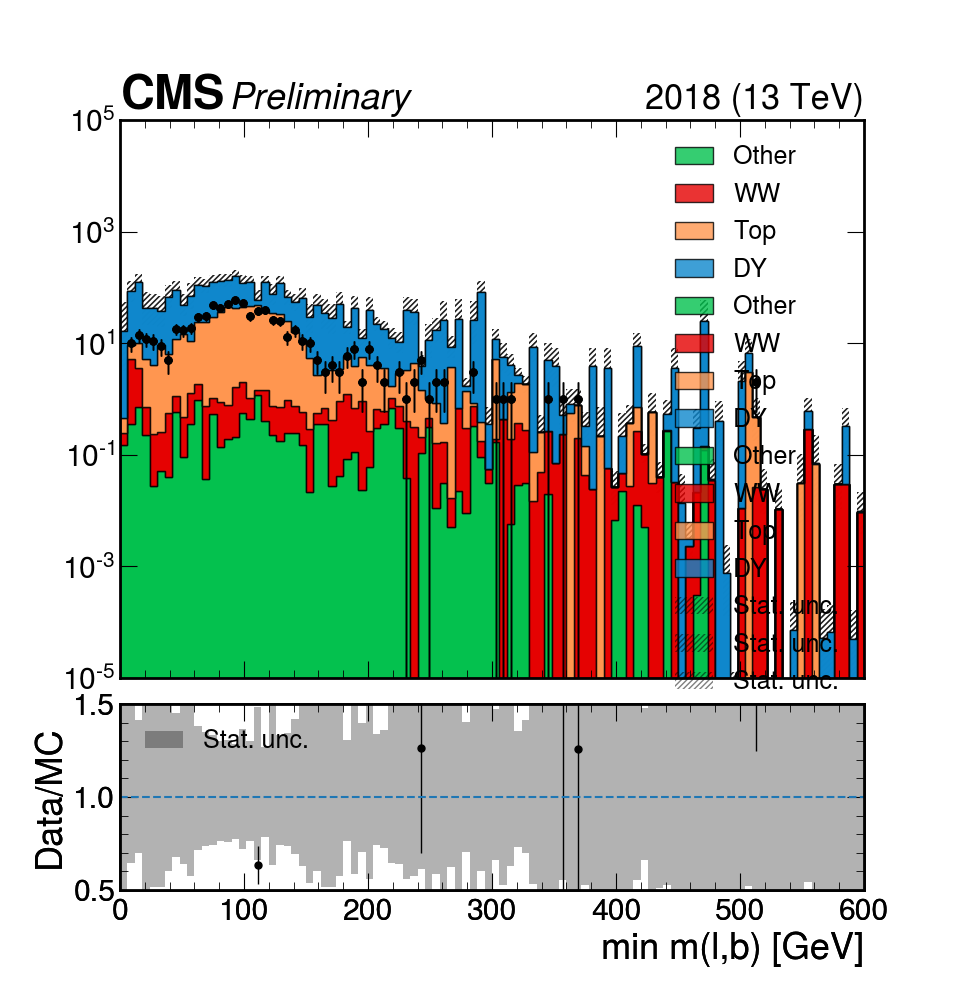 CMS Preliminary 2018 (13 TeV)
10^5
10^3
10^1
10^-1
10^-3
10^-5
Other
WW
Top
DY
Other
WW
Top
DY
Other
WW
Top
DY
Stat. unc.
Stat. unc.
Stat. unc.
1.5
1.0
0.5
Data/MC
Stat. unc.
0 100 200 300 400 500 600
min m(l,b) [GeV]